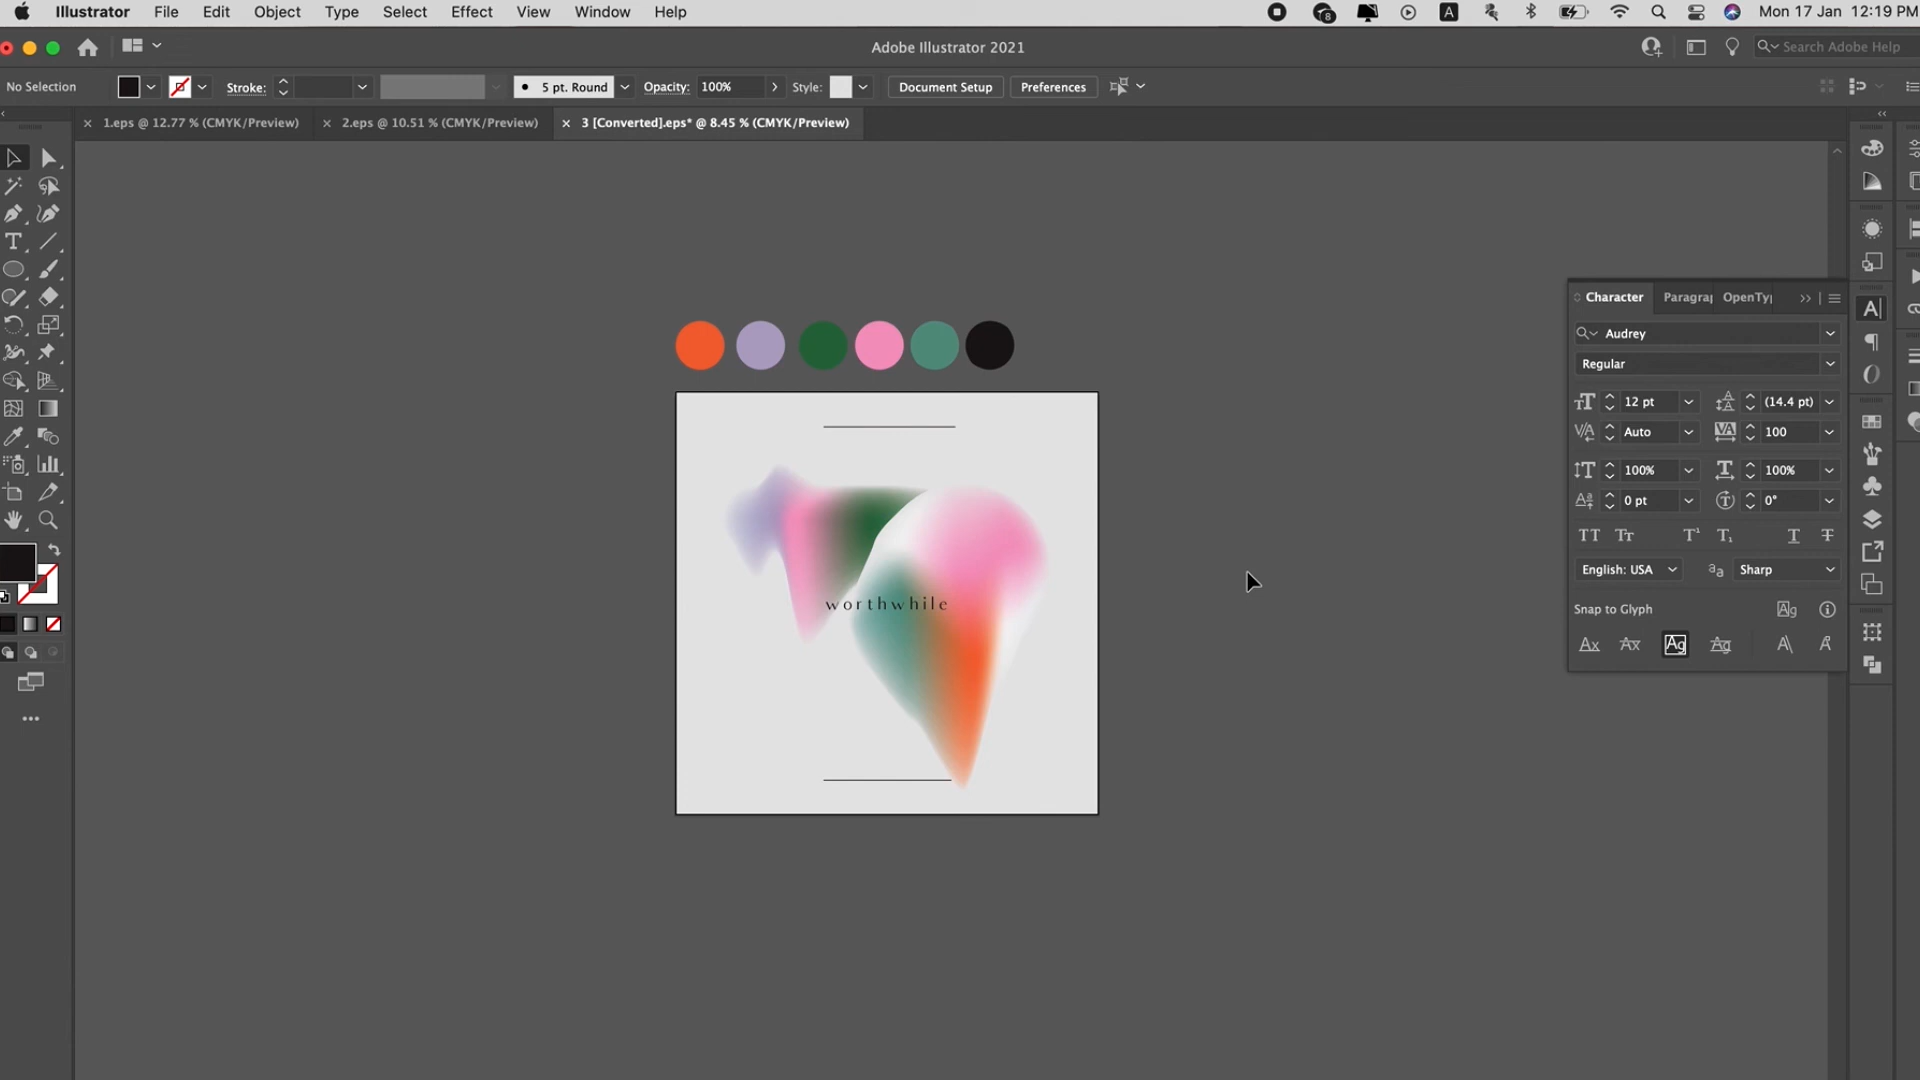 Illustrator File Edit Object Type Select Effect View Window Help
8 A Mon 17 Jan 12:19 PM
Adobe Illustrator 2021
Search Adobe Help
No Selection Stroke: 5 pt. Round Opacity: 100% Style: Document Setup Preferences
1.eps @ 12.77 % (CMYK/Preview) 2.eps @ 10.51 % (CMYK/Preview) 3 [Converted].eps* @ 8.45 % (CMYK/Preview)
Character Paragraj OpenTy
Audrey
Regular
12 pt (14.4 pt)
Auto 100
100% 100%
0 pt 0°
English: USA Sharp
Snap to Glyph
worthwhile